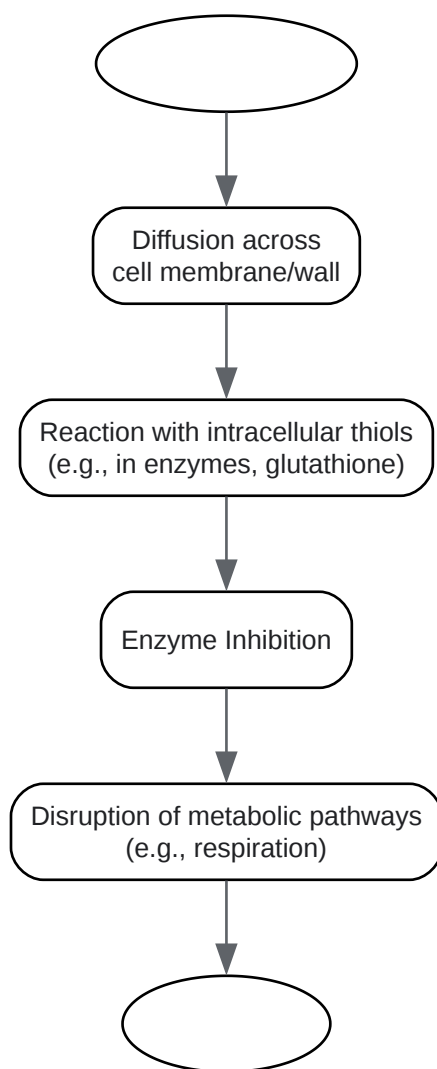 Diffusion across
cell membrane/wall
Reaction with intracellular thiols
(e.g., in enzymes, glutathione)
Enzyme Inhibition
Disruption of metabolic pathways
(e.g., respiration)